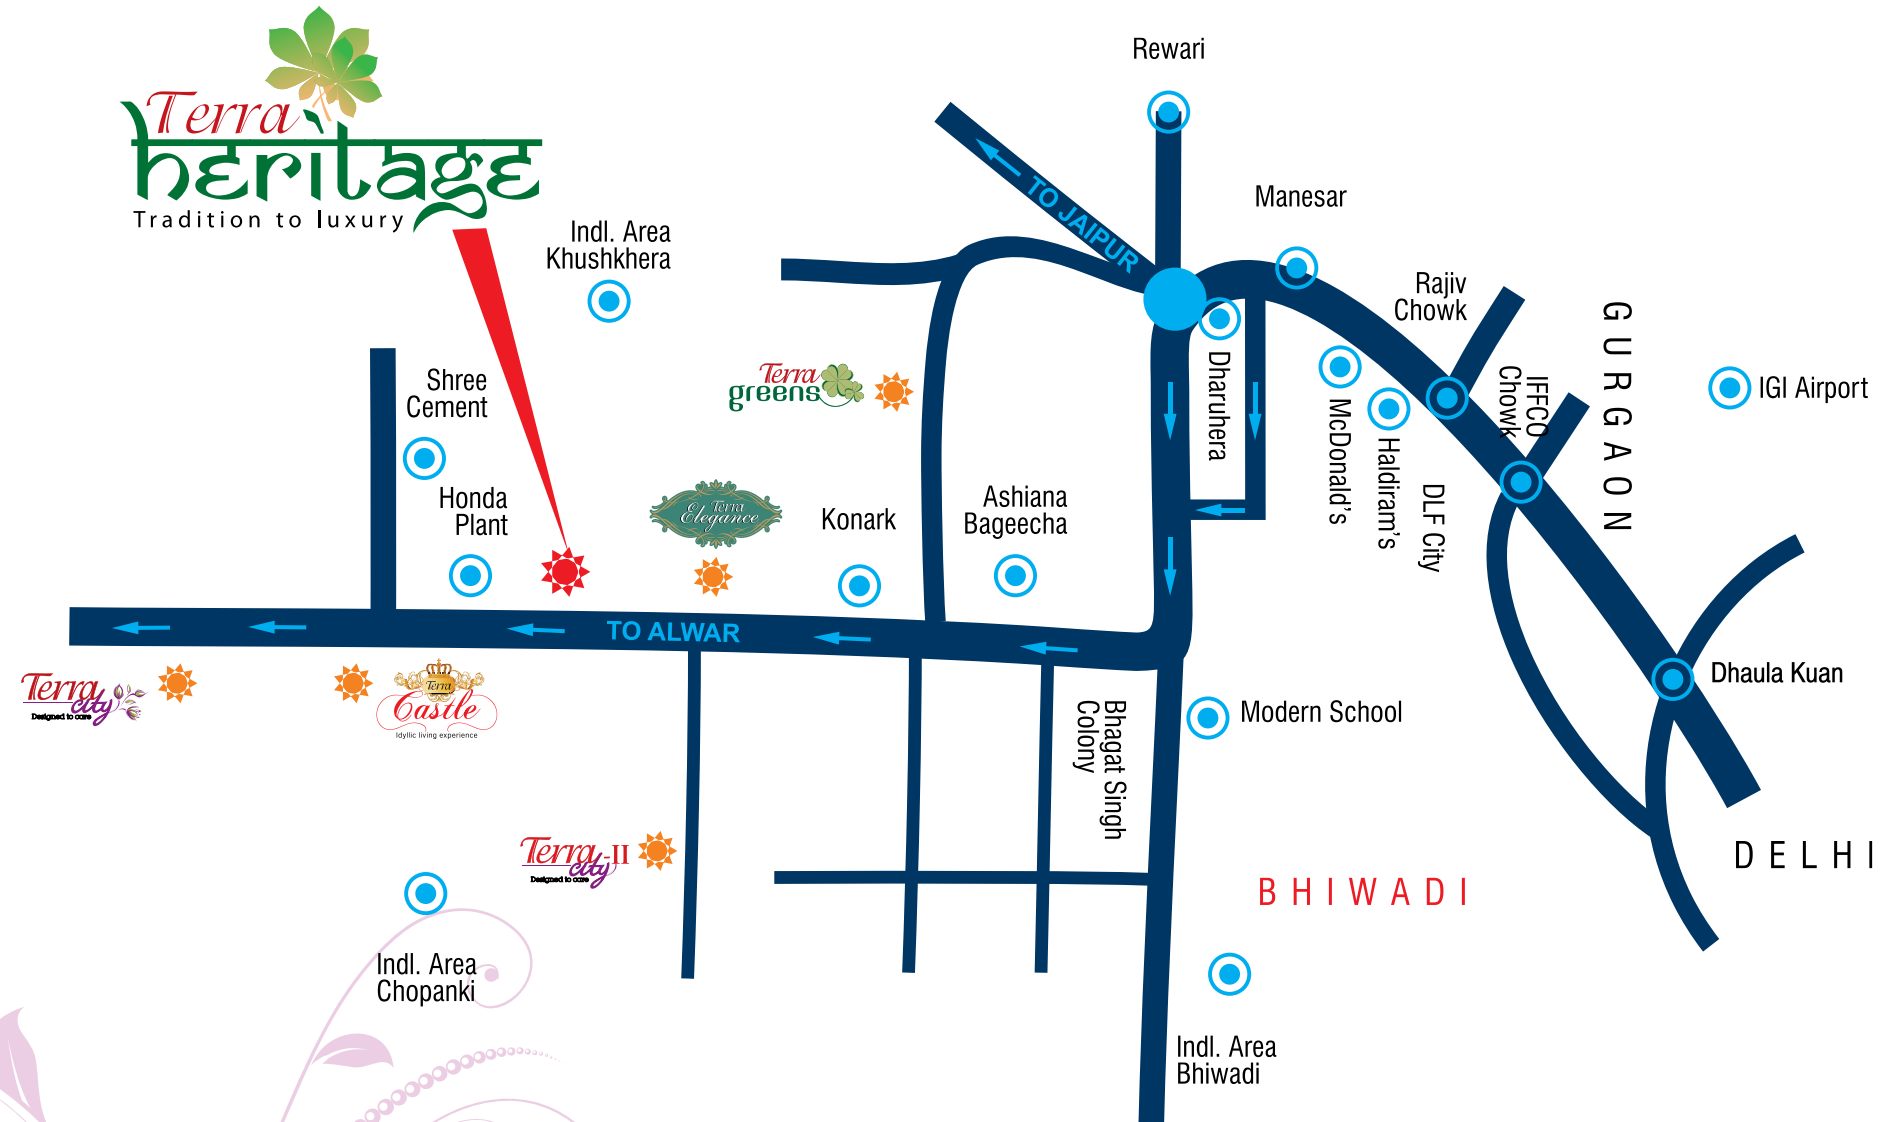 Terra
heritage
Tradition to luxury
Rewari
TO JAIPUR
Manesar
Indl. Area
Khushkhera
Rajiv
Chowk
GURGAON
IFFCO
Chowk
IGI Airport
Dharuhera
McDonald's
Haldiram's
DLF City
Shree
Cement
Terra
greens
Honda
Plant
Terra
Elegance
Konark
Ashiana
Bageecha
TO ALWAR
Terra
city
Designed to care
Terra
Castle
Idyllic living experience
Bhagat Singh
Colony
Modern School
Dhaula Kuan
Terra-II
city
Designed to care
BHIWADI
DELHI
Indl. Area
Chopanki
Indl. Area
Bhiwadi